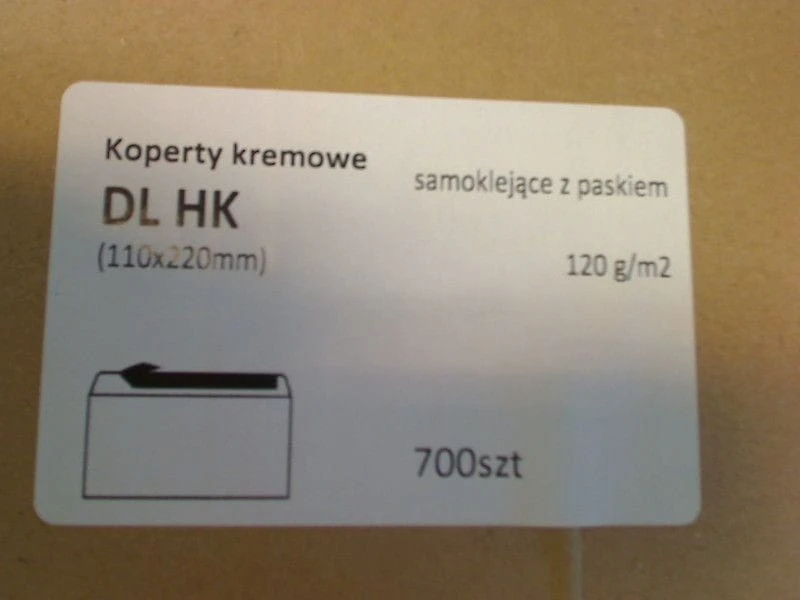 Koperty kremowe
samoklejące z paskiem
DL HK
(110x220mm)
120 g/m2
700szt